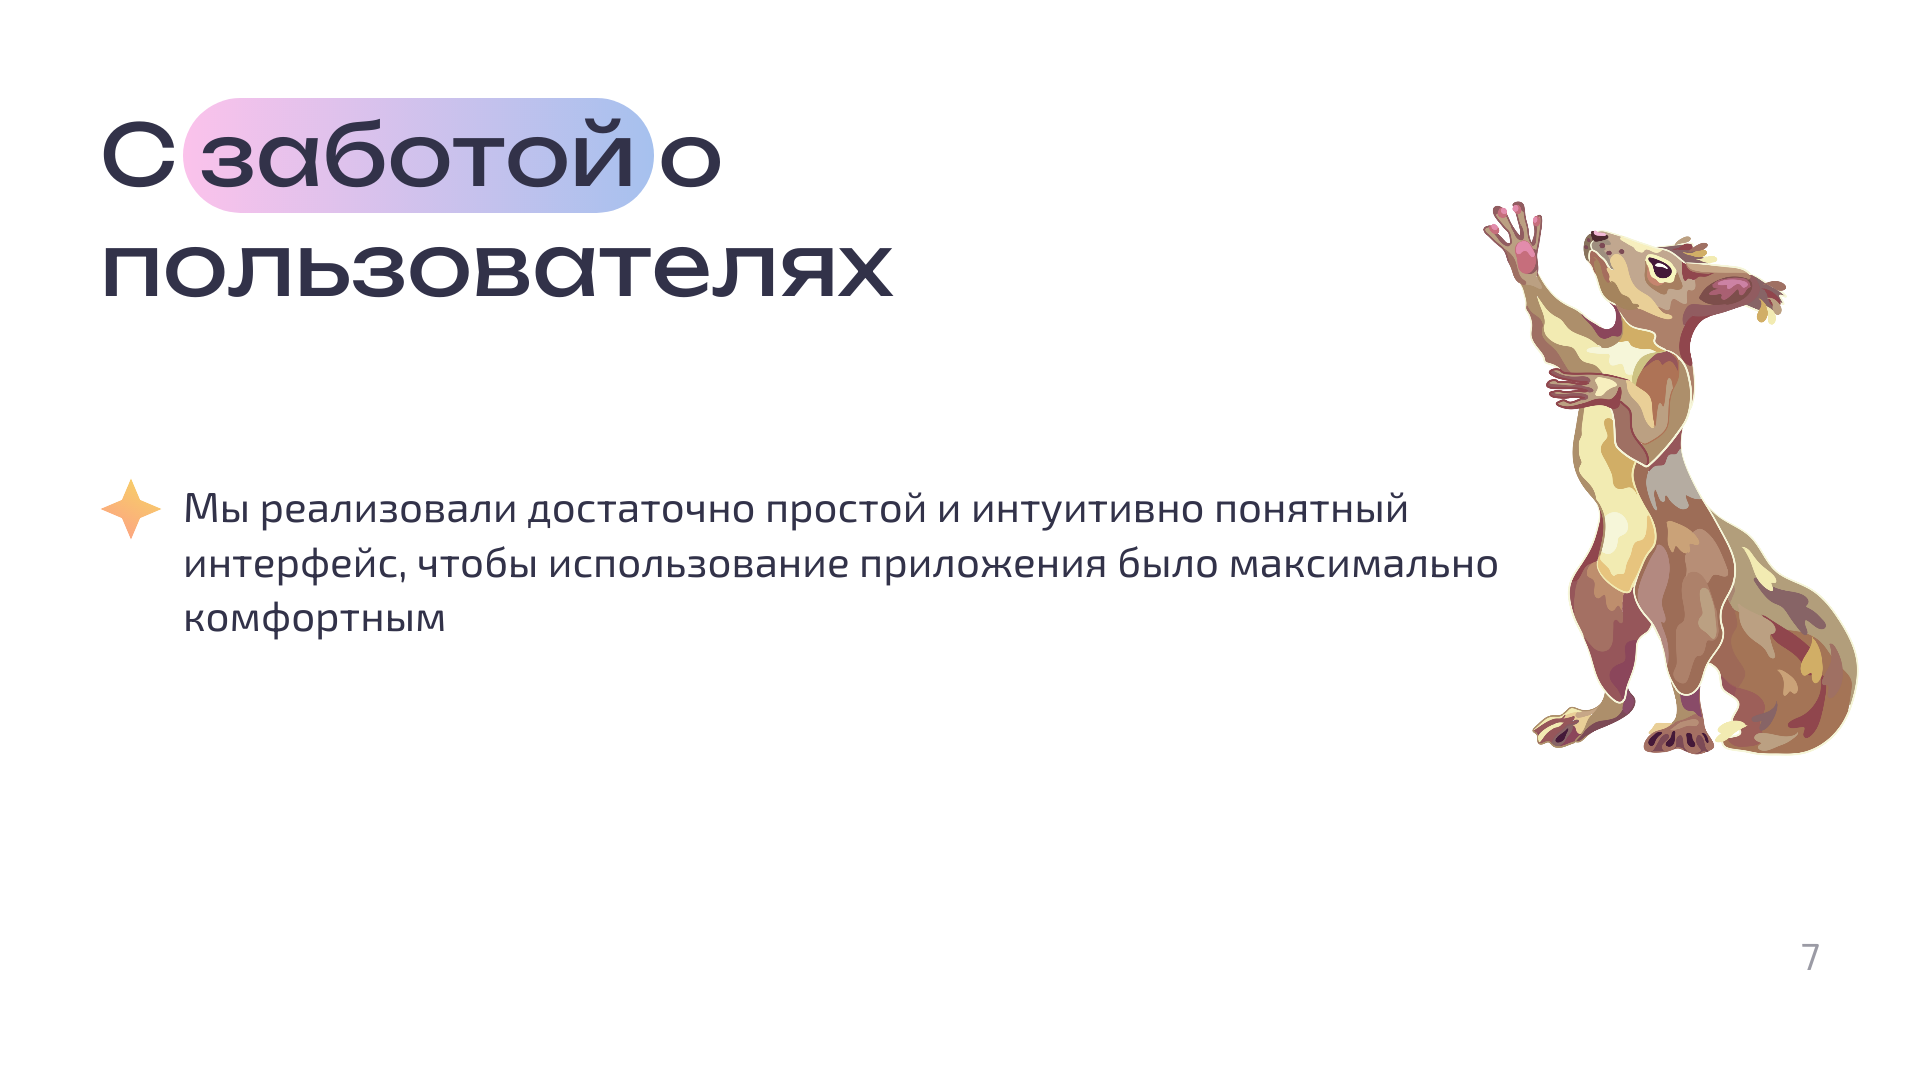 С заботой о
пользователях
Мы реализовали достаточно простой и интуитивно понятный
интерфейс, чтобы использование приложения было максимально
комфортным
7